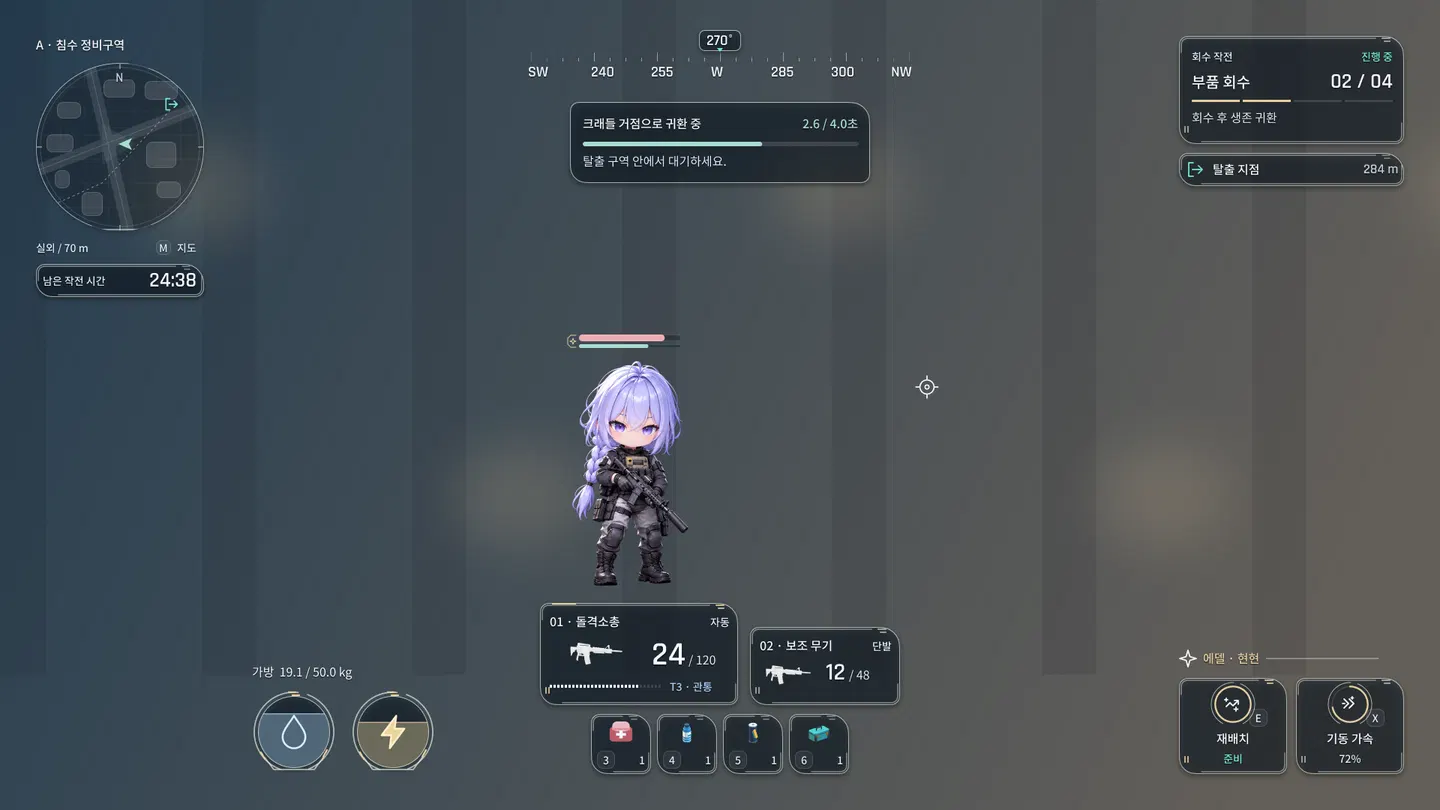 A · 침수 정비구역
N
실외 / 70 m
M 지도
남은 작전 시간 24:38
270°
SW 240 255 W 285 300 NW
크래들 거점으로 귀환 중 2.6 / 4.0초
탈출 구역 안에서 대기하세요.
회수 작전 진행 중
부품 회수 02 / 04
회수 후 생존 귀환
탈출 지점 284 m
가방 19.1 / 50.0 kg
01 · 돌격소총 자동
24 / 120
T3 · 관통
02 · 보조 무기 단발
12 / 48
3 1
4 1
5 1
6 1
에델 · 현현
E
재배치
준비
X
기동 가속
72%